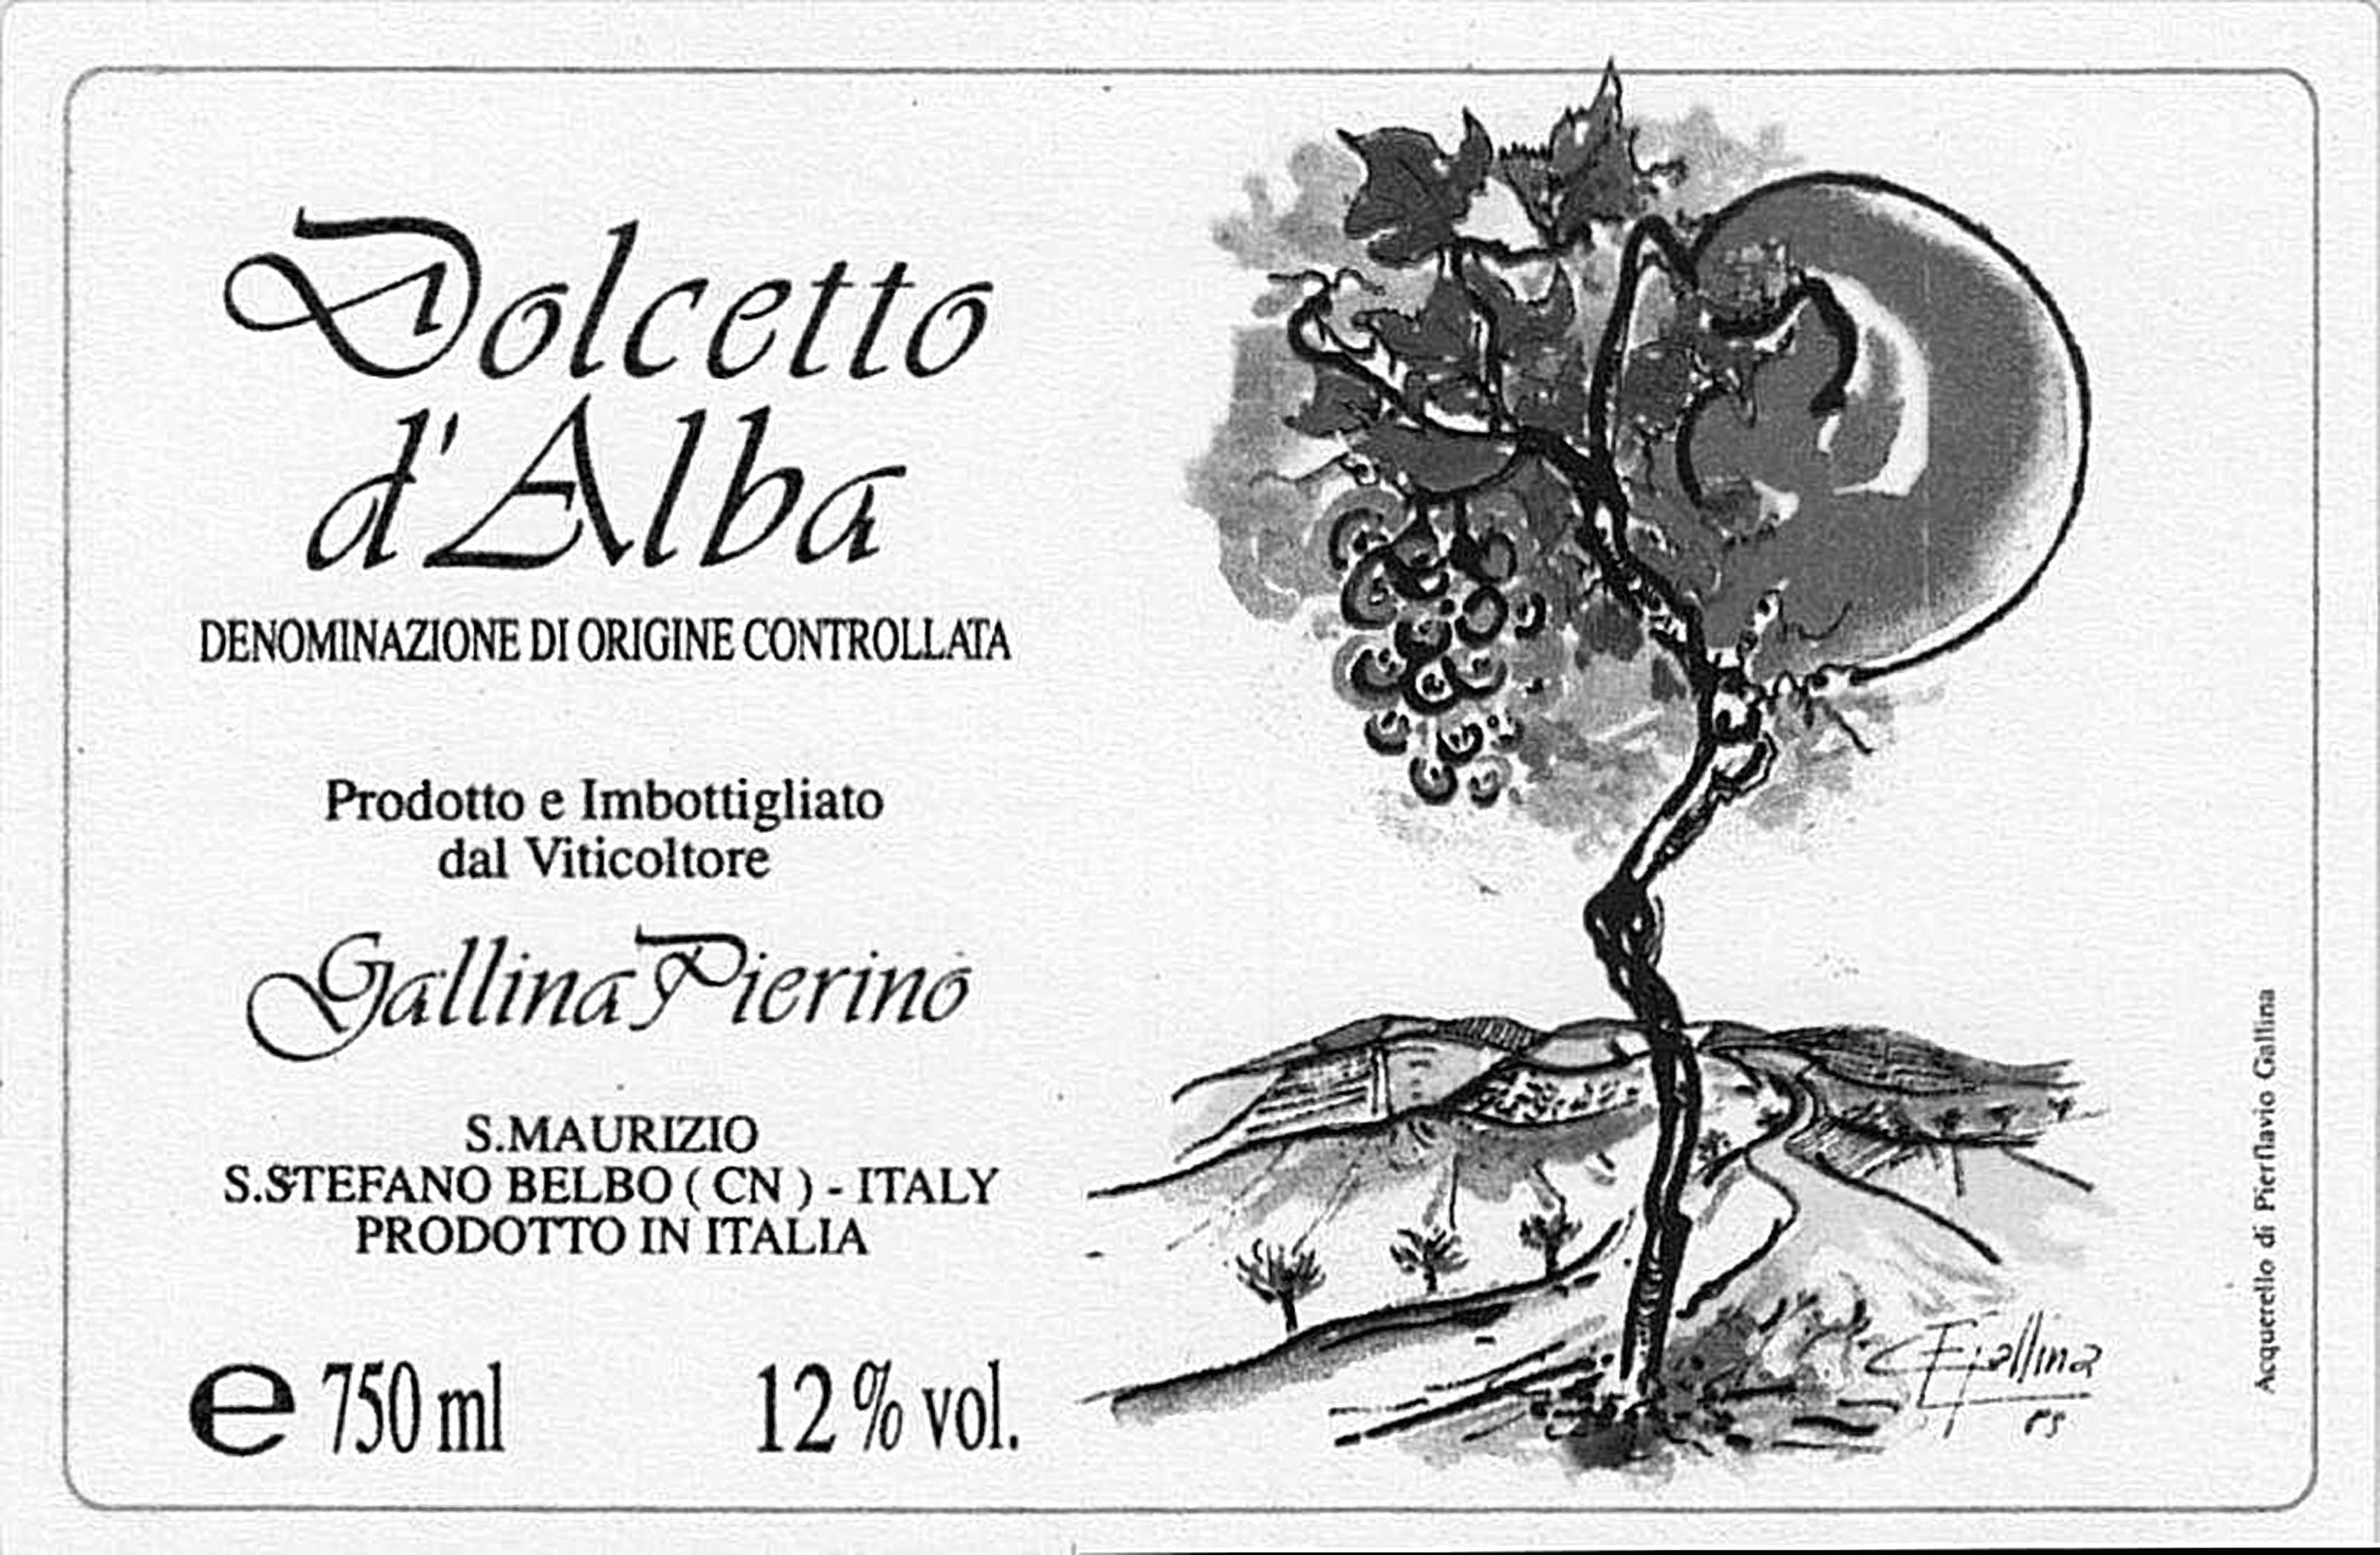 Dolcetto
d'Alba
DENOMINAZIONE DI ORIGINE CONTROLLATA
Prodotto e Imbottigliato
dal Viticoltore
Gallina Pierino
S.MAURIZIO
S.STEFANO BELBO ( CN ) - ITALY
PRODOTTO IN ITALIA
e 750 ml 12 % vol.
Gallina
Acquerello di Pierflavio Gallina